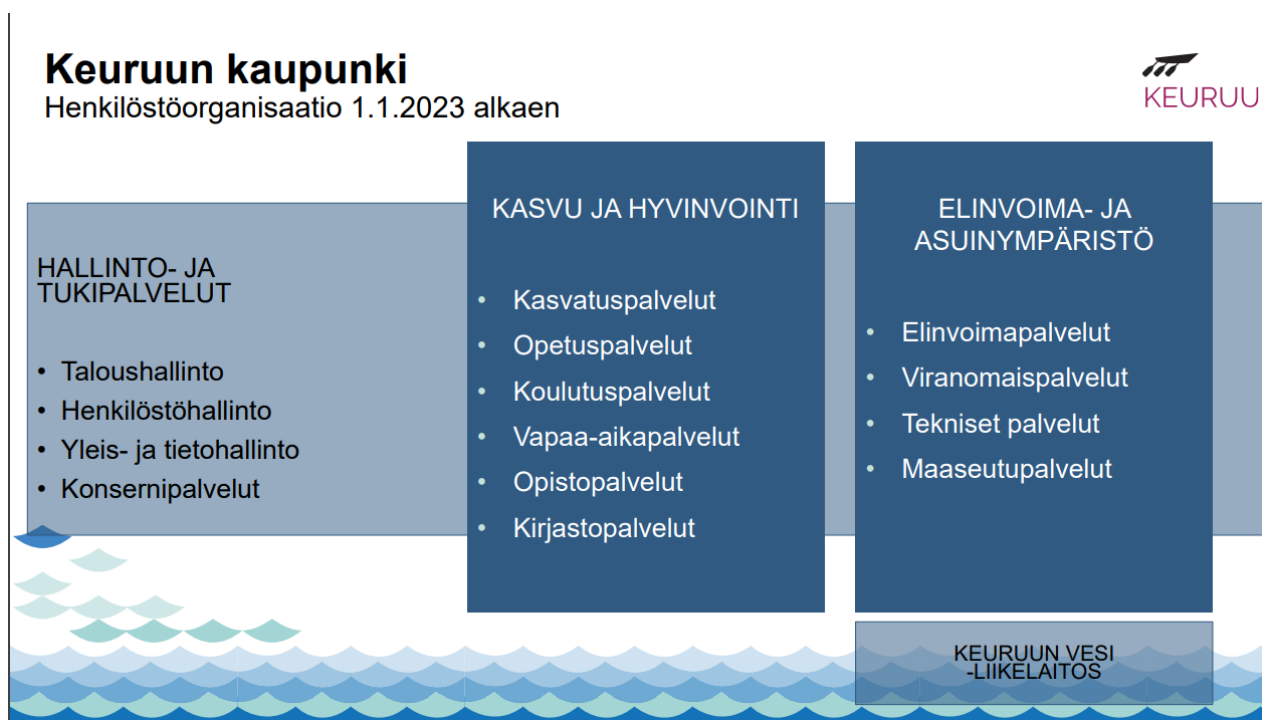 Keuruun kaupunki
Henkilöstöorganisaatio 1.1.2023 alkaen
KEURUU
HALLINTO- JA
TUKIPALVELUT
• Taloushallinto
• Henkilöstöhallinto
• Yleis- ja tietohallinto
• Konsernipalvelut
KASVU JA HYVINVOINTI
• Kasvatuspalvelut
• Opetuspalvelut
• Koulutuspalvelut
• Vapaa-aikapalvelut
• Opistopalvelut
• Kirjastopalvelut
ELINVOIMA- JA
ASUINYMPÄRISTÖ
• Elinvoimapalvelut
• Viranomaispalvelut
• Tekniset palvelut
• Maaseutupalvelut
KEURUUN VESI
-LIIKELAITOS